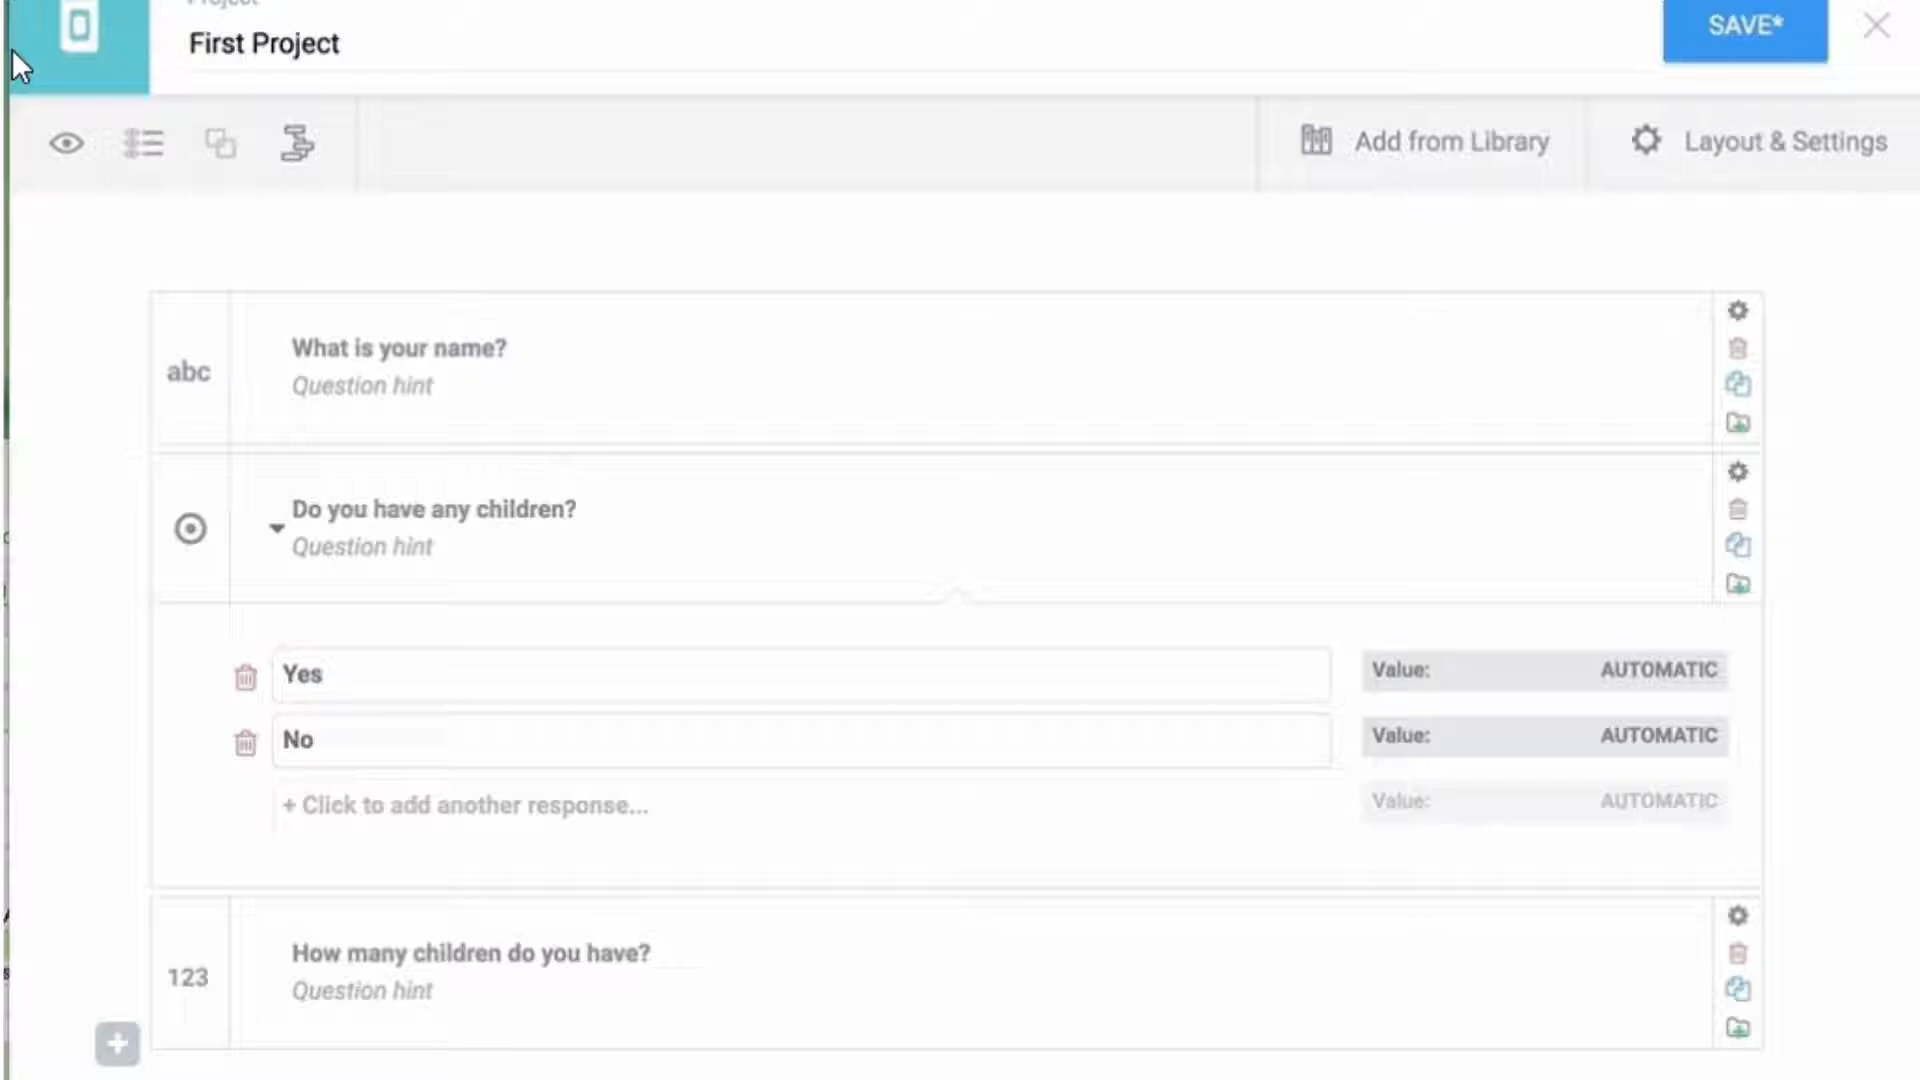 Project
First Project
SAVE*
Add from Library
Layout & Settings
abc
What is your name?
Question hint
Do you have any children?
Question hint
Yes
Value: AUTOMATIC
No
Value: AUTOMATIC
+ Click to add another response...
Value: AUTOMATIC
123
How many children do you have?
Question hint